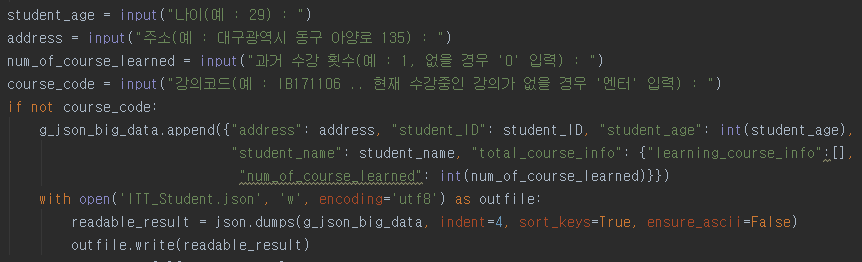 student_age = input("나이(예 : 29) : ")
address = input("주소(예 : 대구광역시 동구 아양로 135) : ")
num_of_course_learned = input("과거 수강 횟수(예 : 1, 없을 경우 '0' 입력) : ")
course_code = input("강의코드(예 : IB171106 .. 현재 수강중인 강의가 없을 경우 '엔터' 입력) : ")
if not course_code:
    g_json_big_data.append({"address": address, "student_ID": student_ID, "student_age": int(student_age),
                            "student_name": student_name, "total_course_info": {"learning_course_info":[],
                             "num_of_course_learned": int(num_of_course_learned)}})
    with open('ITT_Student.json', 'w', encoding='utf8') as outfile:
        readable_result = json.dumps(g_json_big_data, indent=4, sort_keys=True, ensure_ascii=False)
        outfile.write(readable_result)